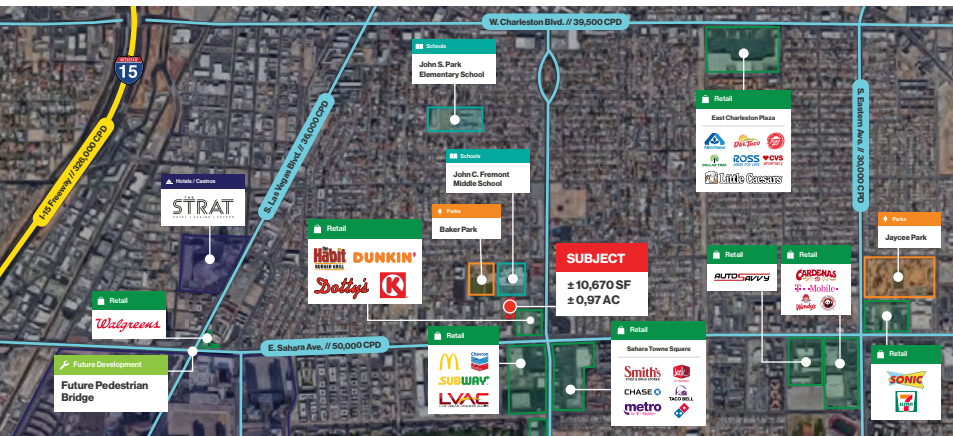 W. Charleston Blvd. // 39,500 CPD
INTERSTATE
15
I-15 Freeway // 326,000 CPD
S. Las Vegas Blvd. // 36,000 CPD
S. Eastern Ave. // 30,000 CPD
E. Sahara Ave. // 50,000 CPD
Schools
John S. Park
Elementary School
Schools
John C. Fremont
Middle School
Parks
Baker Park
Hotels / Casinos
THE
STRAT
HOTEL • CASINO • TOWER
Retail
The Habit
BURGER GRILL
DUNKIN'
Dotty's
K
Retail
Walgreens
Future Development
Future Pedestrian
Bridge
SUBJECT
± 10,670 SF
± 0,97 AC
Retail
M
Chevron
SUBWAY
LVAC
Retail
Sahara Towne Square
Smith's
FOOD & DRUG STORES
CHASE
TACO BELL
metro
by T-Mobile
Retail
East Charleston Plaza
Albertsons
DEL TACO
DOLLAR TREE
ROSS
DRESS FOR LESS
CVS
pharmacy
Little Caesars
Retail
AUTOSAVVY
Retail
CARDENAS
T-Mobile
Wendy's
Parks
Jaycee Park
Retail
SONIC
7
ELEVEN